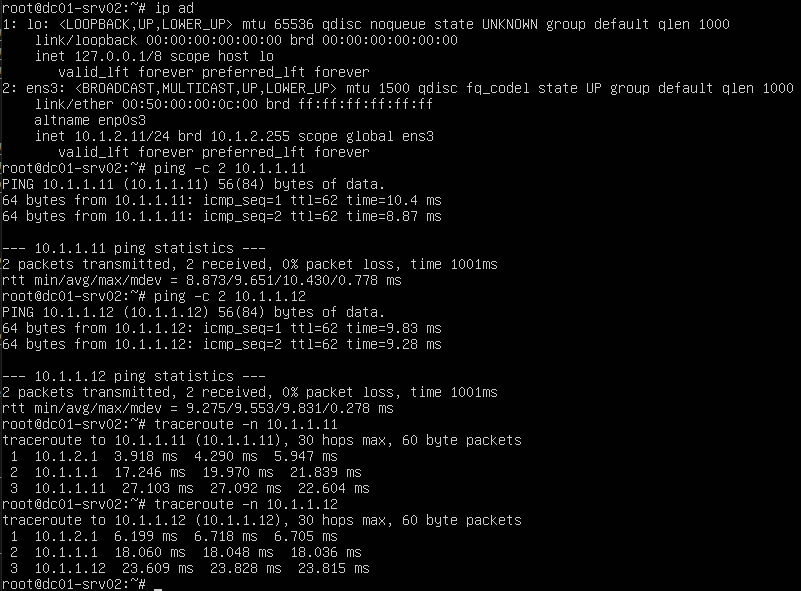 root@dc01-srv02:~# ip ad
1: lo: <LOOPBACK,UP,LOWER_UP> mtu 65536 qdisc noqueue state UNKNOWN group default qlen 1000
    link/loopback 00:00:00:00:00:00 brd 00:00:00:00:00:00
    inet 127.0.0.1/8 scope host lo
       valid_lft forever preferred_lft forever
2: ens3: <BROADCAST,MULTICAST,UP,LOWER_UP> mtu 1500 qdisc fq_codel state UP group default qlen 1000
    link/ether 00:50:00:00:0c:00 brd ff:ff:ff:ff:ff:ff
    altname enp0s3
    inet 10.1.2.11/24 brd 10.1.2.255 scope global ens3
       valid_lft forever preferred_lft forever
root@dc01-srv02:~# ping -c 2 10.1.1.11
PING 10.1.1.11 (10.1.1.11) 56(84) bytes of data.
64 bytes from 10.1.1.11: icmp_seq=1 ttl=62 time=10.4 ms
64 bytes from 10.1.1.11: icmp_seq=2 ttl=62 time=8.87 ms

--- 10.1.1.11 ping statistics ---
2 packets transmitted, 2 received, 0% packet loss, time 1001ms
rtt min/avg/max/mdev = 8.873/9.651/10.430/0.778 ms
root@dc01-srv02:~# ping -c 2 10.1.1.12
PING 10.1.1.12 (10.1.1.12) 56(84) bytes of data.
64 bytes from 10.1.1.12: icmp_seq=1 ttl=62 time=9.83 ms
64 bytes from 10.1.1.12: icmp_seq=2 ttl=62 time=9.28 ms

--- 10.1.1.12 ping statistics ---
2 packets transmitted, 2 received, 0% packet loss, time 1001ms
rtt min/avg/max/mdev = 9.275/9.553/9.831/0.278 ms
root@dc01-srv02:~# traceroute -n 10.1.1.11
traceroute to 10.1.1.11 (10.1.1.11), 30 hops max, 60 byte packets
 1  10.1.2.1  3.918 ms  4.290 ms  5.947 ms
 2  10.1.1.1  17.246 ms  19.970 ms  21.839 ms
 3  10.1.1.11  27.103 ms  27.092 ms  22.604 ms
root@dc01-srv02:~# traceroute -n 10.1.1.12
traceroute to 10.1.1.12 (10.1.1.12), 30 hops max, 60 byte packets
 1  10.1.2.1  6.199 ms  6.718 ms  6.705 ms
 2  10.1.1.1  18.060 ms  18.048 ms  18.036 ms
 3  10.1.1.12  23.609 ms  23.828 ms  23.815 ms
root@dc01-srv02:~# _